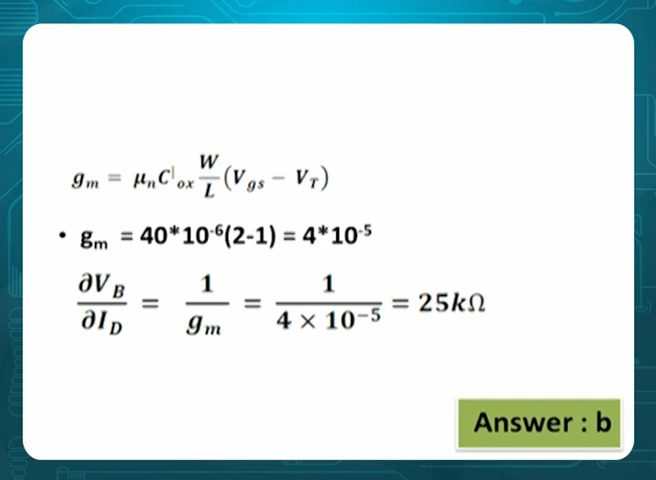 gm = μnC|ox W/L (Vgs − VT)
• gm = 40*10-6(2-1) = 4*10-5
∂VB/∂ID = 1/gm = 1/4 × 10−5 = 25kΩ
Answer : b